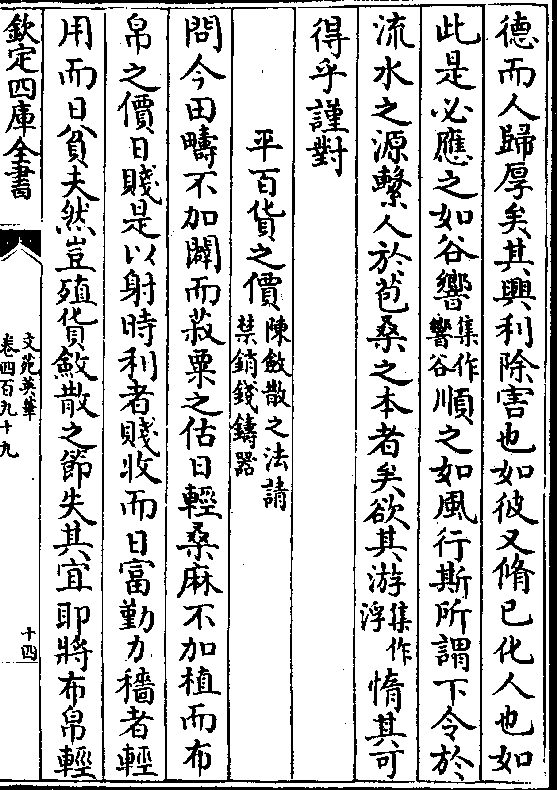 德而人歸厚矣其興利除害也如彼又脩已化人也如
此是必應之如谷響集作響谷順之如風行斯所謂下令於
流水之源繫人於苞桑之本者矣欲其游集作浮惰其可
得乎謹對
平百貨之價陳斂散之法請禁銷錢鑄器
問今田疇不加闢而菽粟之估日輕桑麻不加植而布
帛之價日賤是以射時利者賤收而日富勤力穡者輕
用而日貧夫然豈殖貨斂散之節失其宜耶將布帛輕
欽定四庫全書
文苑英華
卷四百九十九
十四